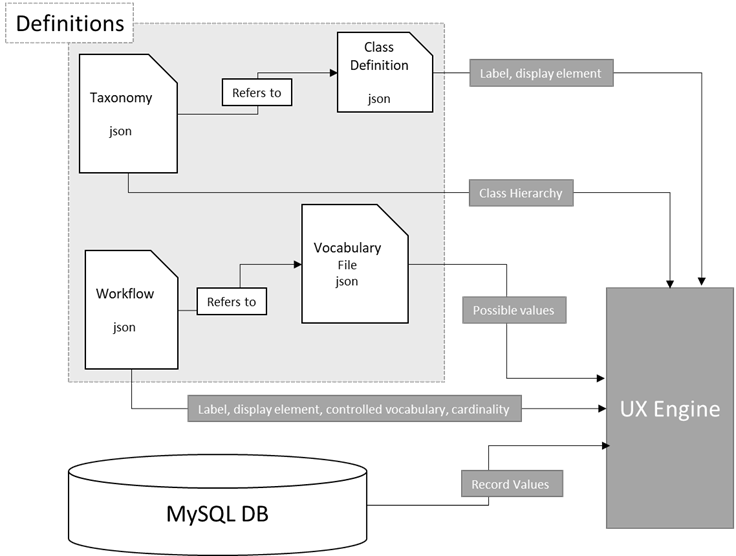 Definitions
Class
Definition
json
Taxonomy
json
Refers to
Label, display element
Class Hierarchy
Vocabulary
File
json
Workflow
json
Refers to
Possible values
Label, display element, controlled vocabulary, cardinality
UX Engine
Record Values
MySQL DB